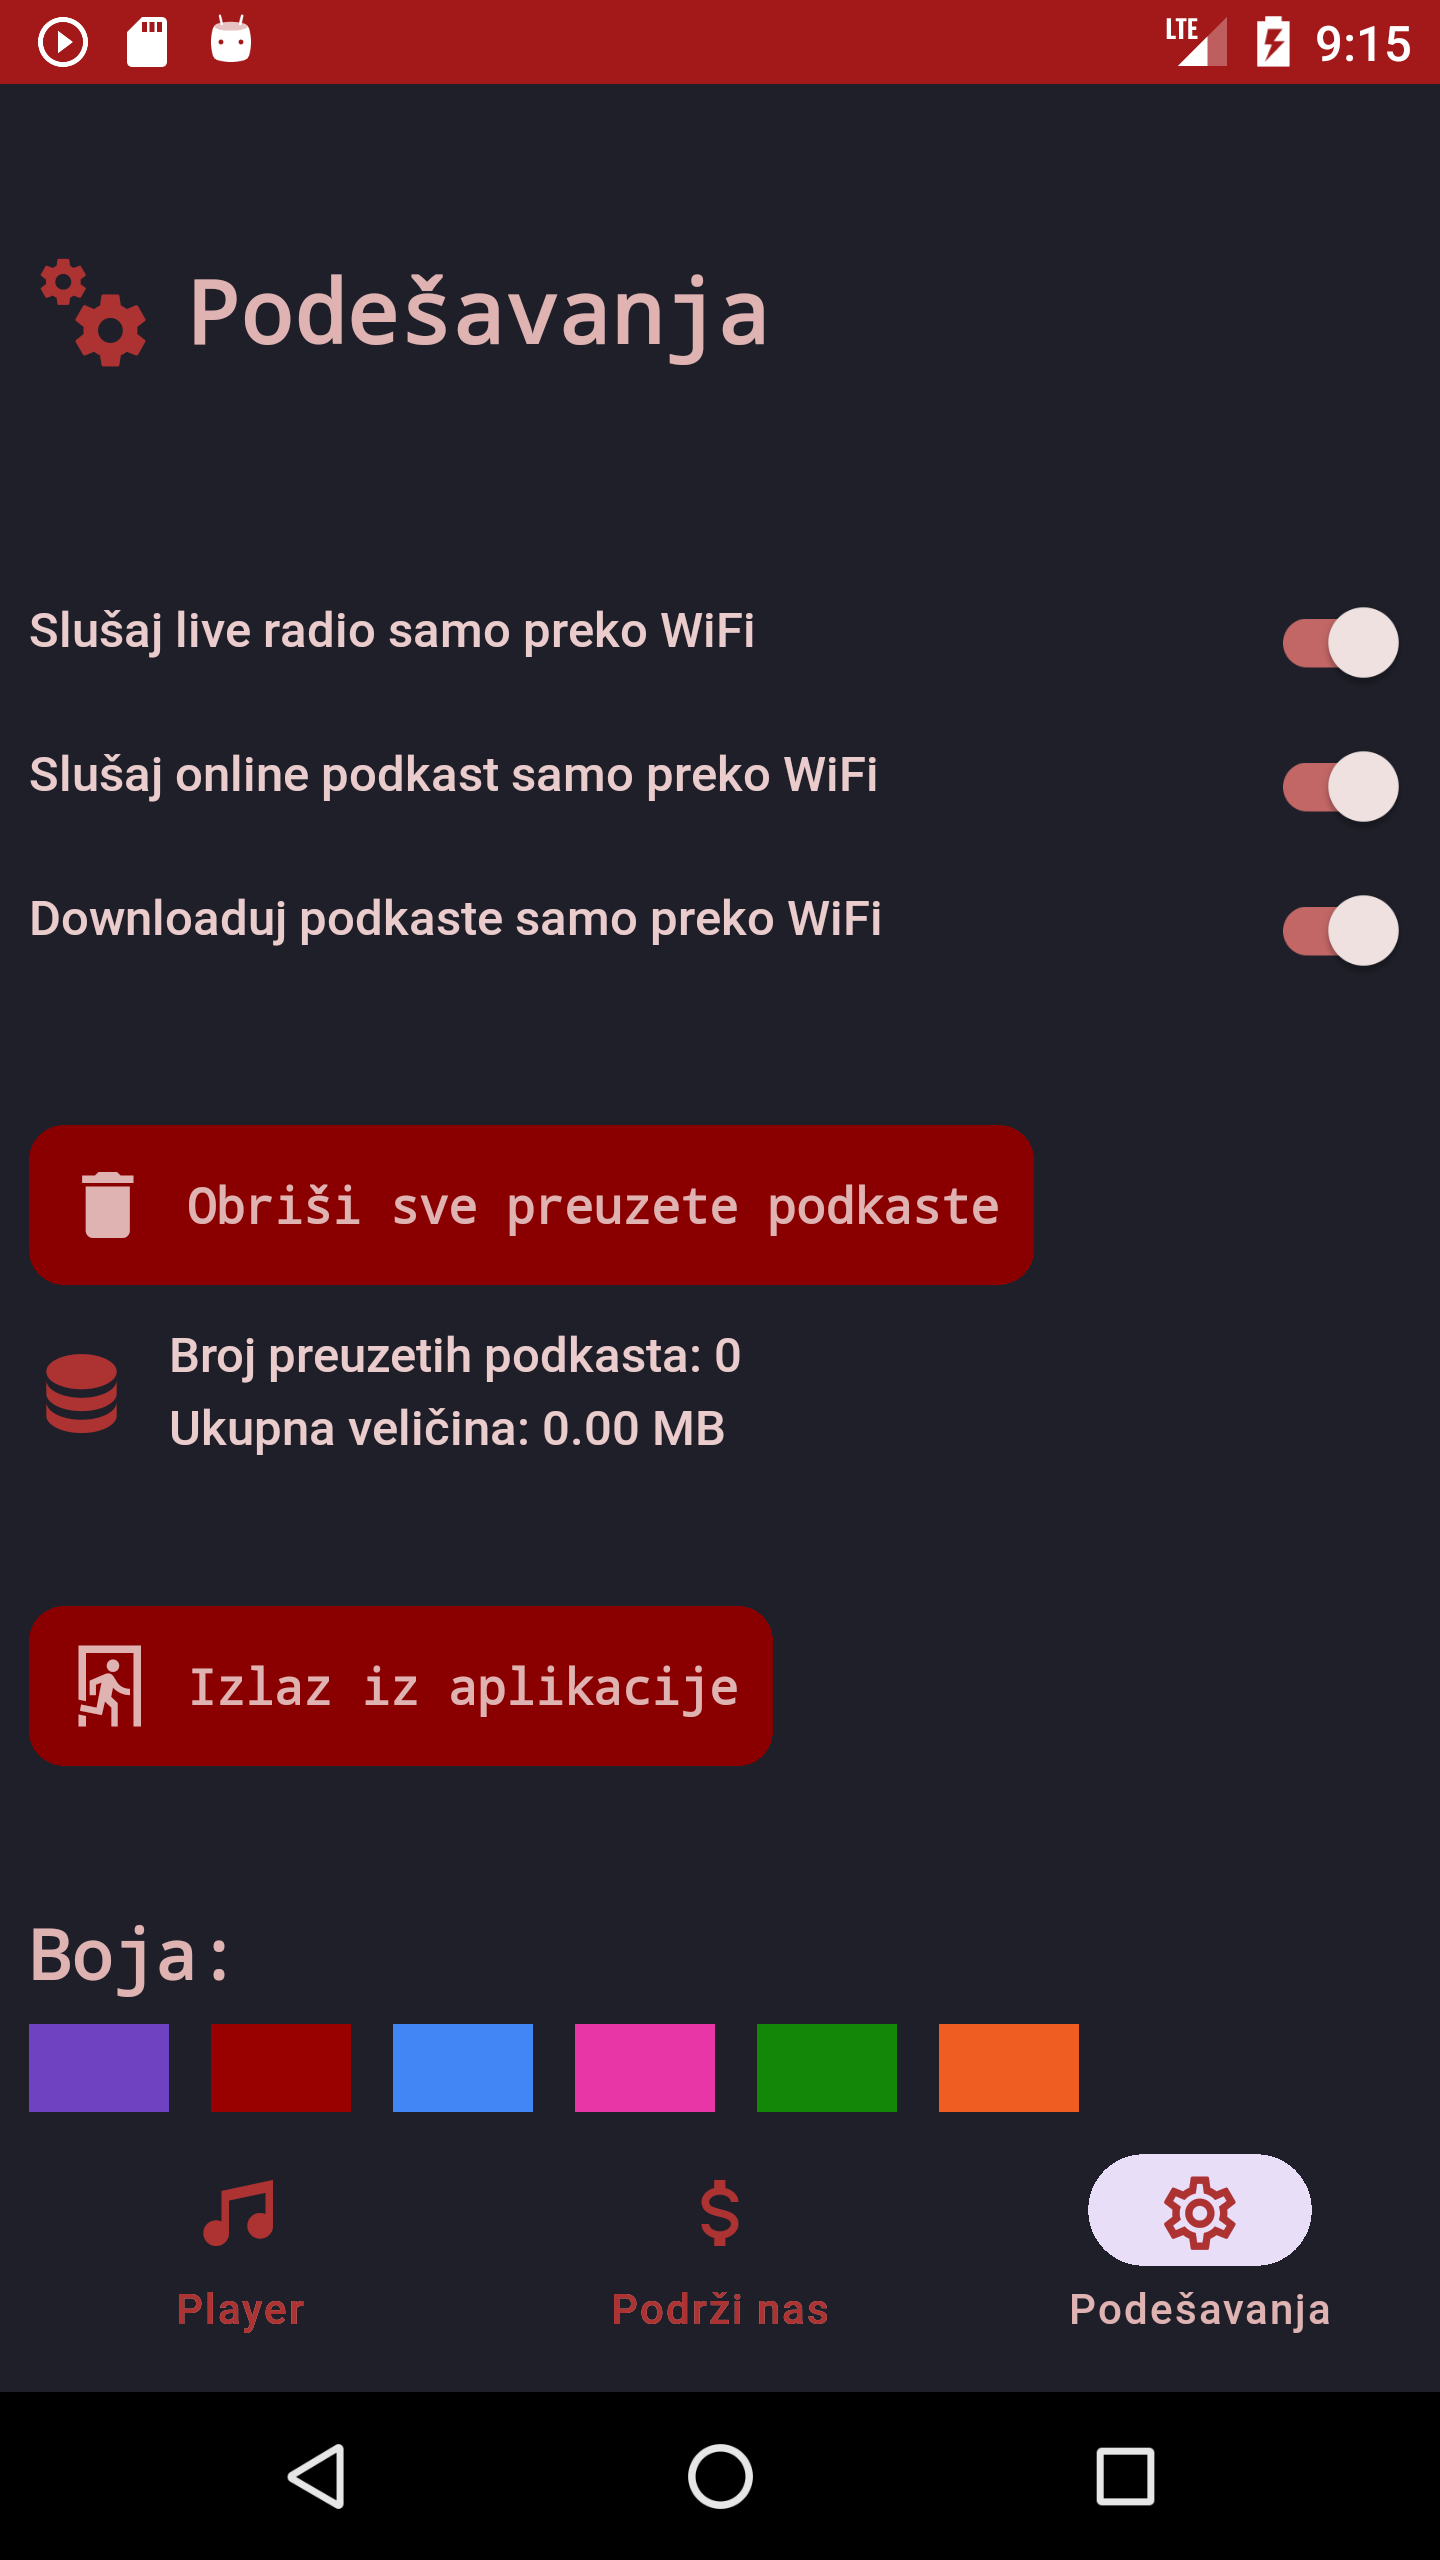 LTE 9:15
Podešavanja
Slušaj live radio samo preko WiFi
Slušaj online podkast samo preko WiFi
Downloaduj podkaste samo preko WiFi
Obriši sve preuzete podkaste
Broj preuzetih podkasta: 0
Ukupna veličina: 0.00 MB
Izlaz iz aplikacije
Boja:
Player Podrži nas Podešavanja